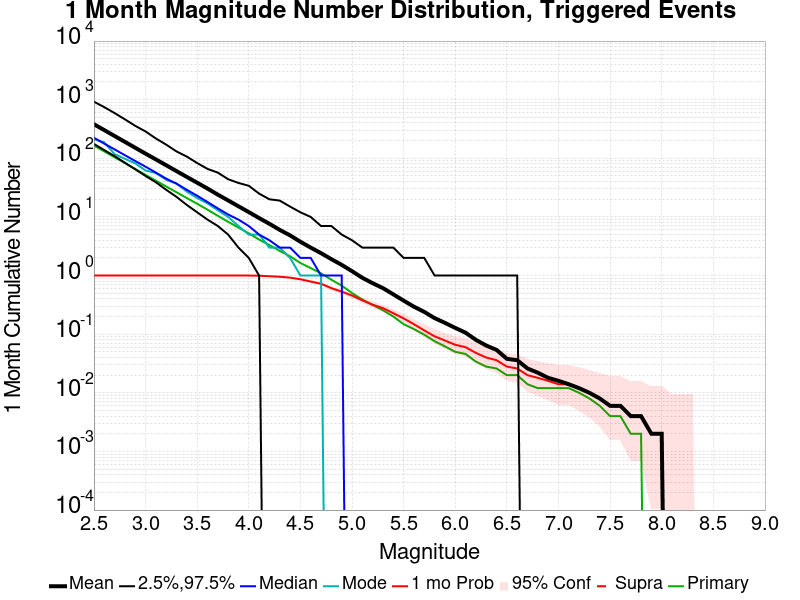 1 Month Magnitude Number Distribution, Triggered Events
1 Month Cumulative Number
10 4
10 3
10 2
10 1
10 0
10 -1
10 -2
10 -3
10 -4
2.5 3.0 3.5 4.0 4.5 5.0 5.5 6.0 6.5 7.0 7.5 8.0 8.5 9.0
Magnitude
Mean 2.5%,97.5% Median Mode 1 mo Prob 95% Conf Supra Primary